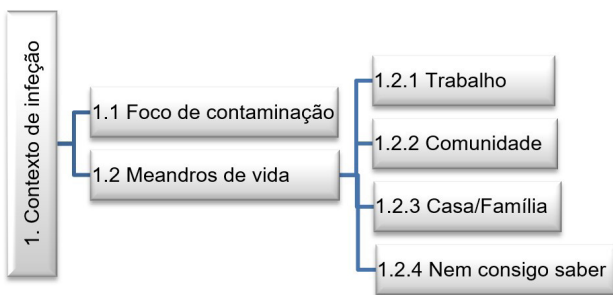 1. Contexto de infeção
1.1 Foco de contaminação
1.2 Meandros de vida
1.2.1 Trabalho
1.2.2 Comunidade
1.2.3 Casa/Família
1.2.4 Nem consigo saber